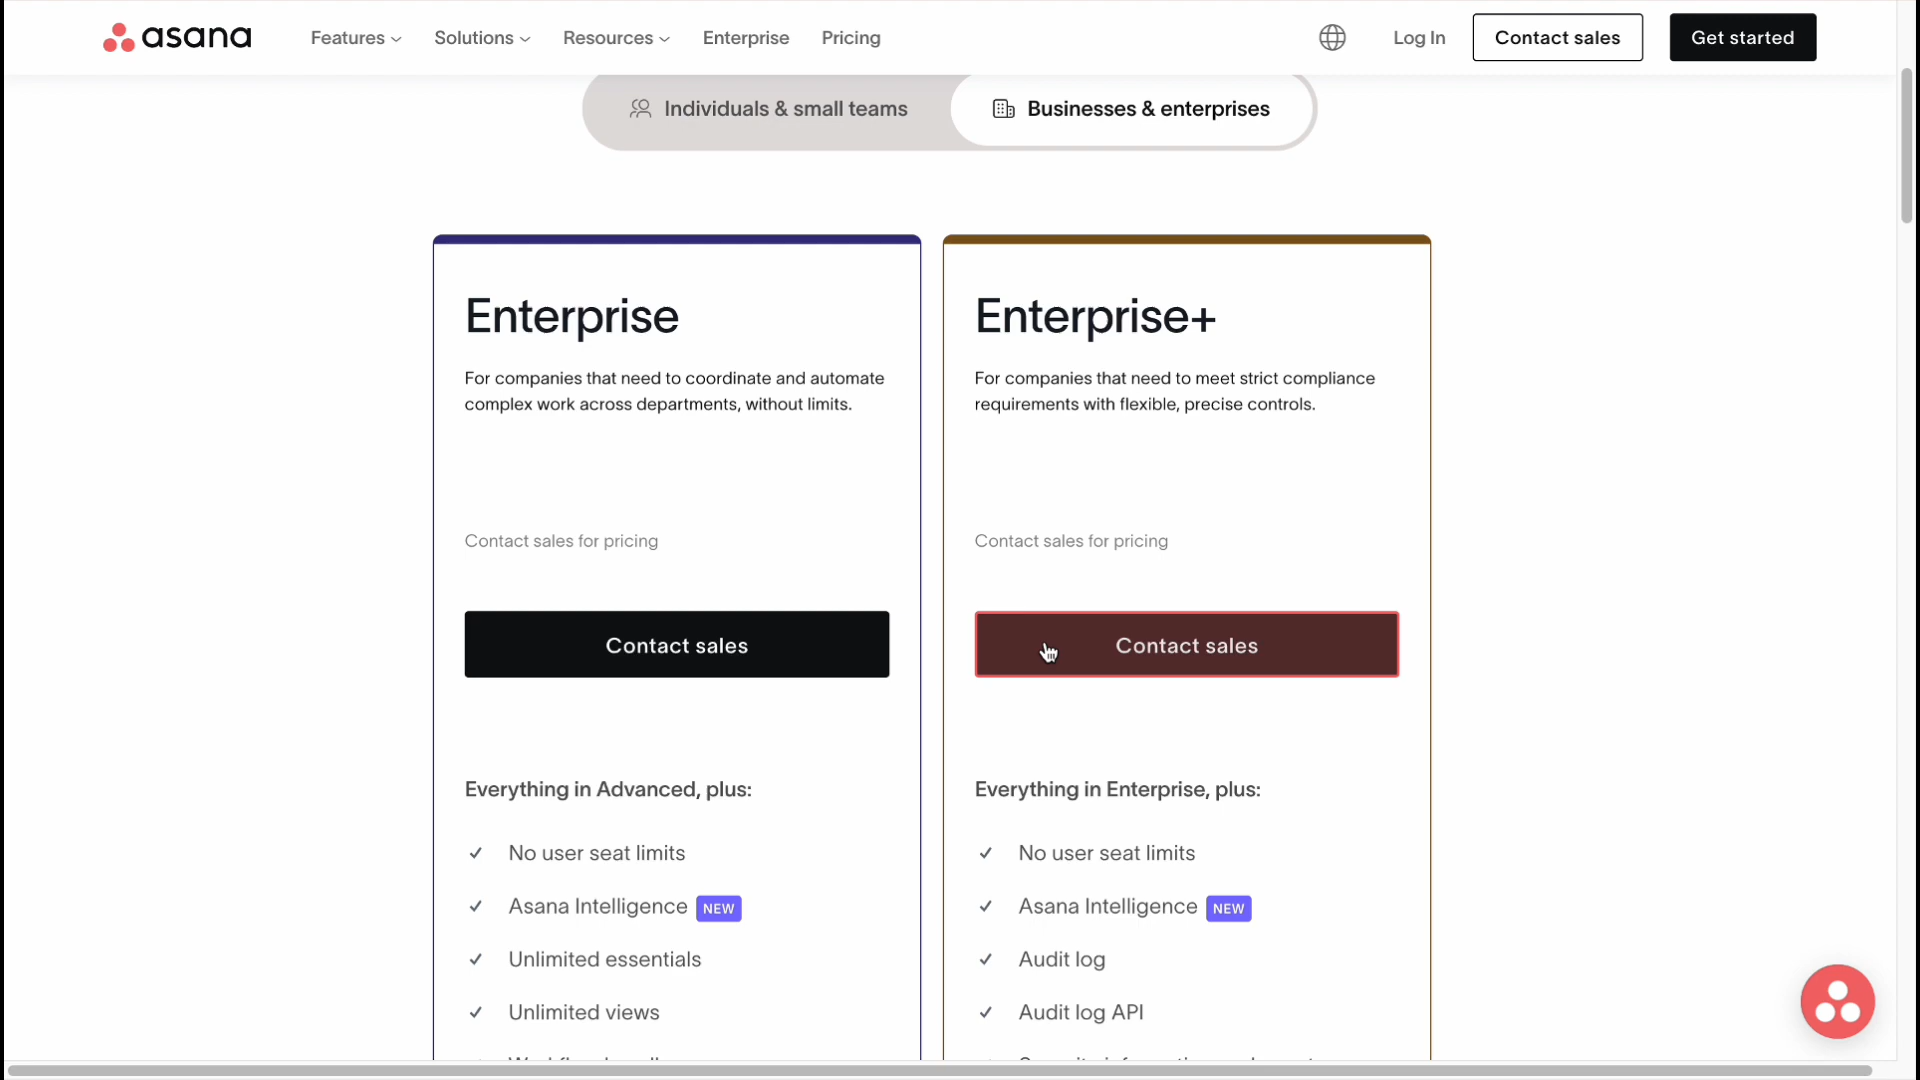 asana
Features
Solutions
Resources
Enterprise
Pricing
Log In
Contact sales
Get started
Individuals & small teams
Businesses & enterprises
Enterprise
For companies that need to coordinate and automate
complex work across departments, without limits.
Contact sales for pricing
Contact sales
Everything in Advanced, plus:
No user seat limits
Asana Intelligence NEW
Unlimited essentials
Unlimited views
Enterprise+
For companies that need to meet strict compliance
requirements with flexible, precise controls.
Contact sales for pricing
Contact sales
Everything in Enterprise, plus:
No user seat limits
Asana Intelligence NEW
Audit log
Audit log API